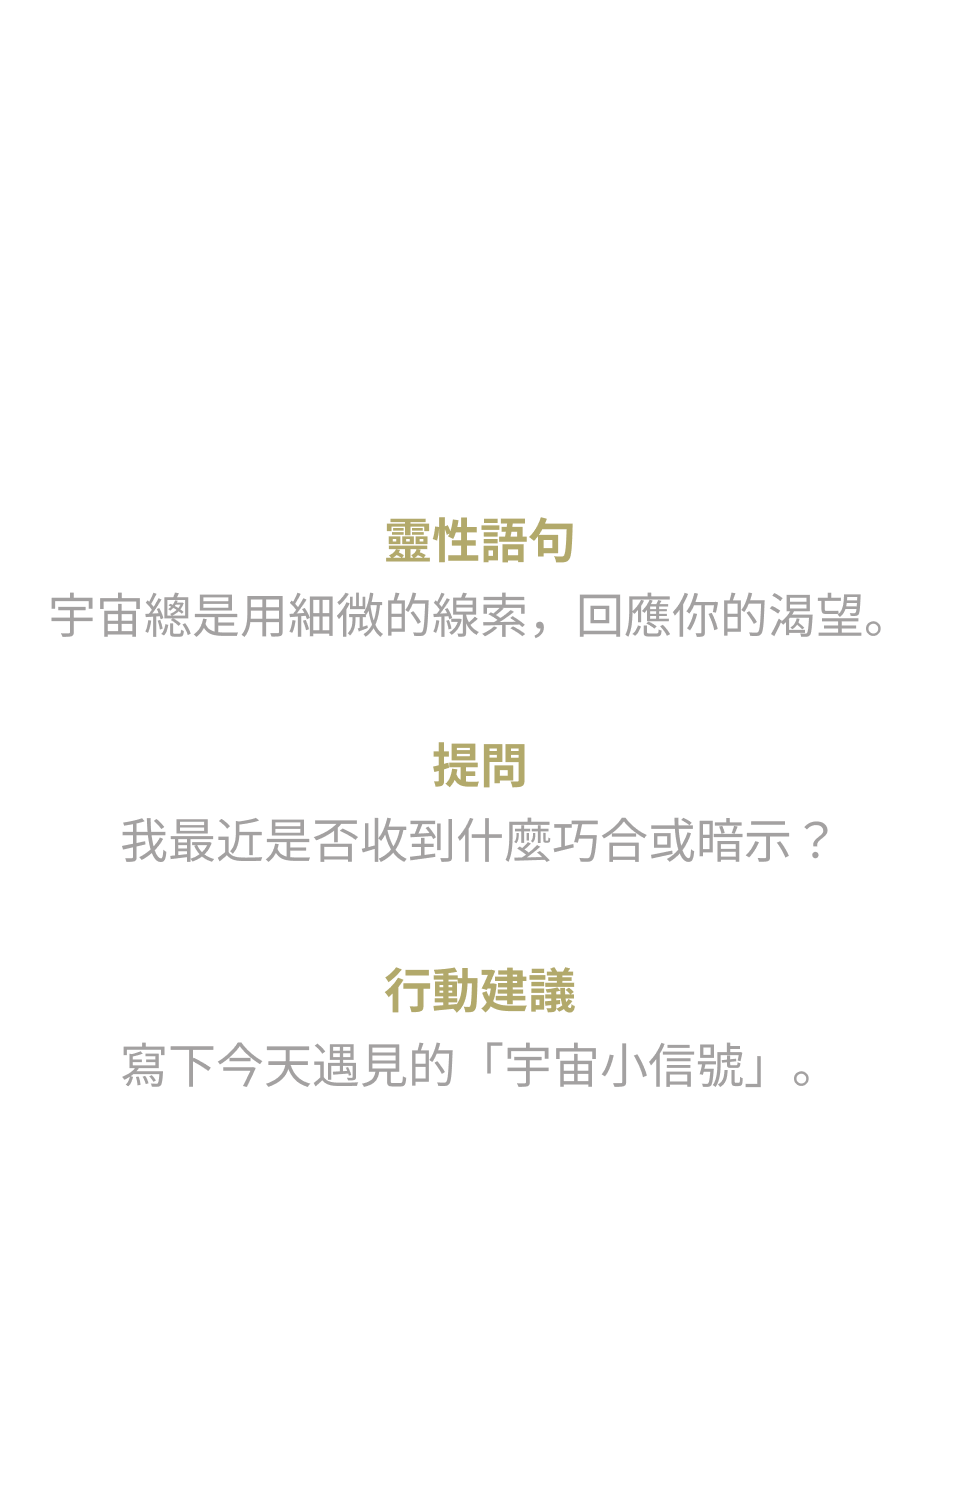 靈性語句
宇宙總是用細微的線索，回應你的渴望。
提問
我最近是否收到什麼巧合或暗示？
行動建議
寫下今天遇見的「宇宙小信號」。